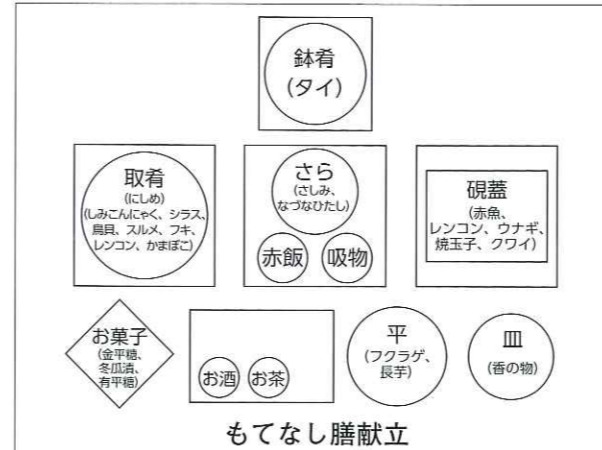 鉢肴
(タイ)
取肴
(にしめ)
(しみこんにゃく、シラス、
鳥貝、スルメ、フキ、
レンコン、かまぼこ)
さら
(さしみ、
なづなひたし)
赤飯
吸物
硯蓋
(赤魚、
レンコン、ウナギ、
焼玉子、クワイ)
お菓子
(金平糖、
冬瓜漬、
有平糖)
お酒
お茶
平
(フクラゲ、
長芋)
皿
(香の物)
もてなし膳献立